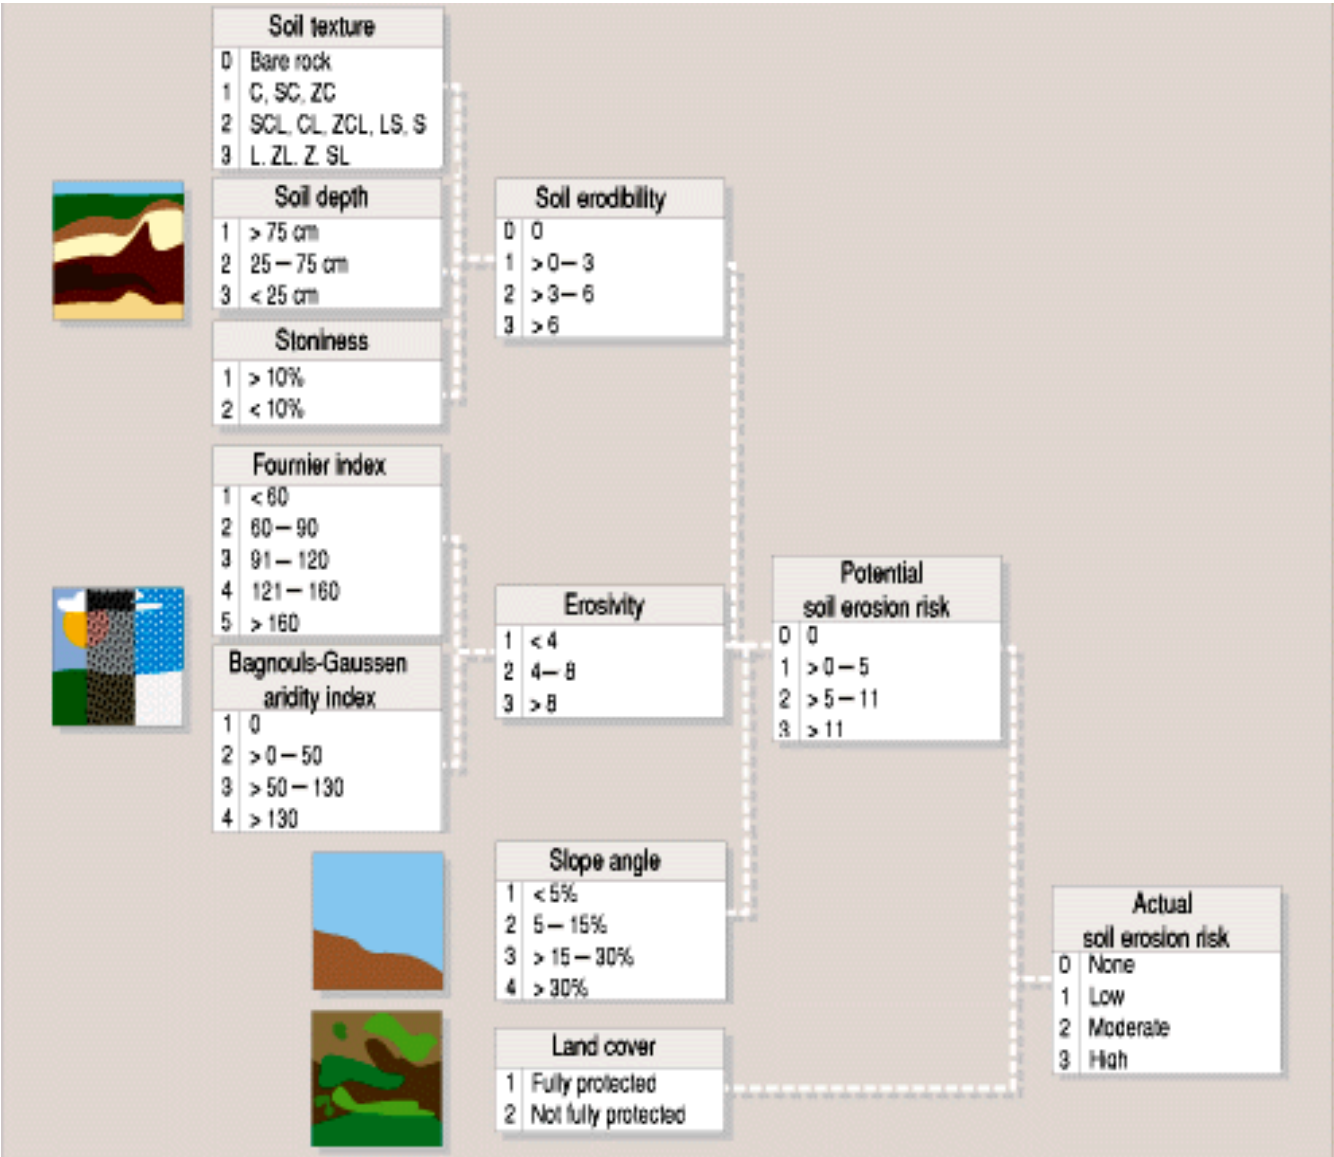 Soil texture
0 Bare rock
1 C, SC, ZC
2 SCL, CL, ZCL, LS, S
3 L. ZL. Z. SL
Soil depth
1 > 75 cm
2 25 – 75 cm
3 < 25 cm
Stoniness
1 > 10%
2 < 10%
Soil erodibility
0 0
1 > 0 – 3
2 > 3 – 6
3 > 6
Fournier index
1 < 60
2 60 – 90
3 91 – 120
4 121 – 160
5 > 160
Bagnouls-Gaussen
aridity index
1 0
2 > 0 – 50
3 > 50 – 130
4 > 130
Erosivity
1 < 4
2 4 – 8
3 > 8
Potential
soil erosion risk
0 0
1 > 0 – 5
2 > 5 – 11
3 > 11
Slope angle
1 < 5%
2 5 – 15%
3 > 15 – 30%
4 > 30%
Land cover
1 Fully protected
2 Not fully protected
Actual
soil erosion risk
0 None
1 Low
2 Moderate
3 High